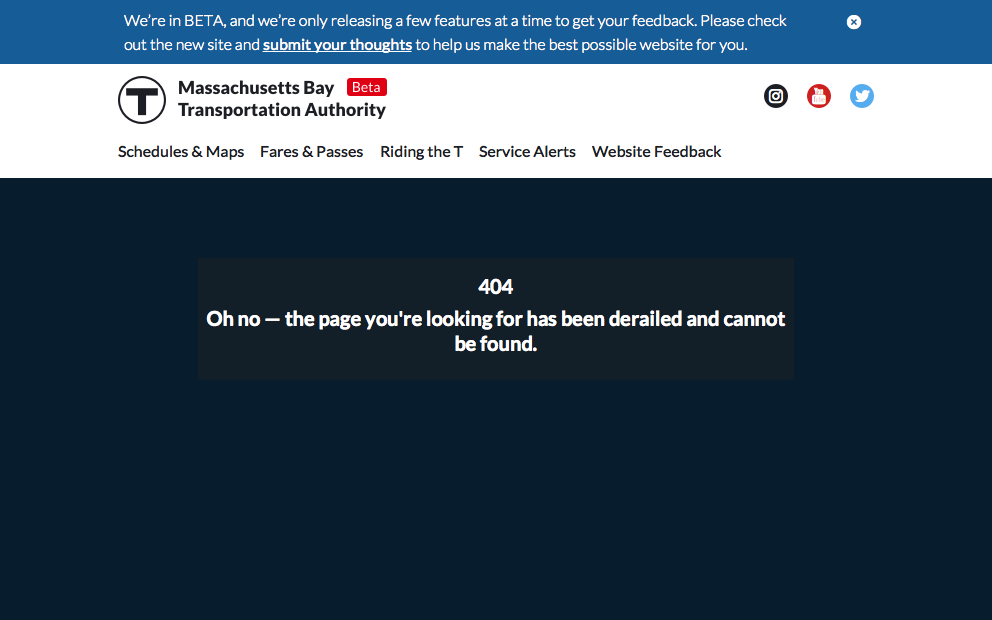 We're in BETA, and we're only releasing a few features at a time to get your feedback. Please check
out the new site and submit your thoughts to help us make the best possible website for you.
T
Massachusetts Bay Beta
Transportation Authority
You
Tube
Schedules & Maps Fares & Passes Riding the T Service Alerts Website Feedback
404
Oh no — the page you're looking for has been derailed and cannot
be found.